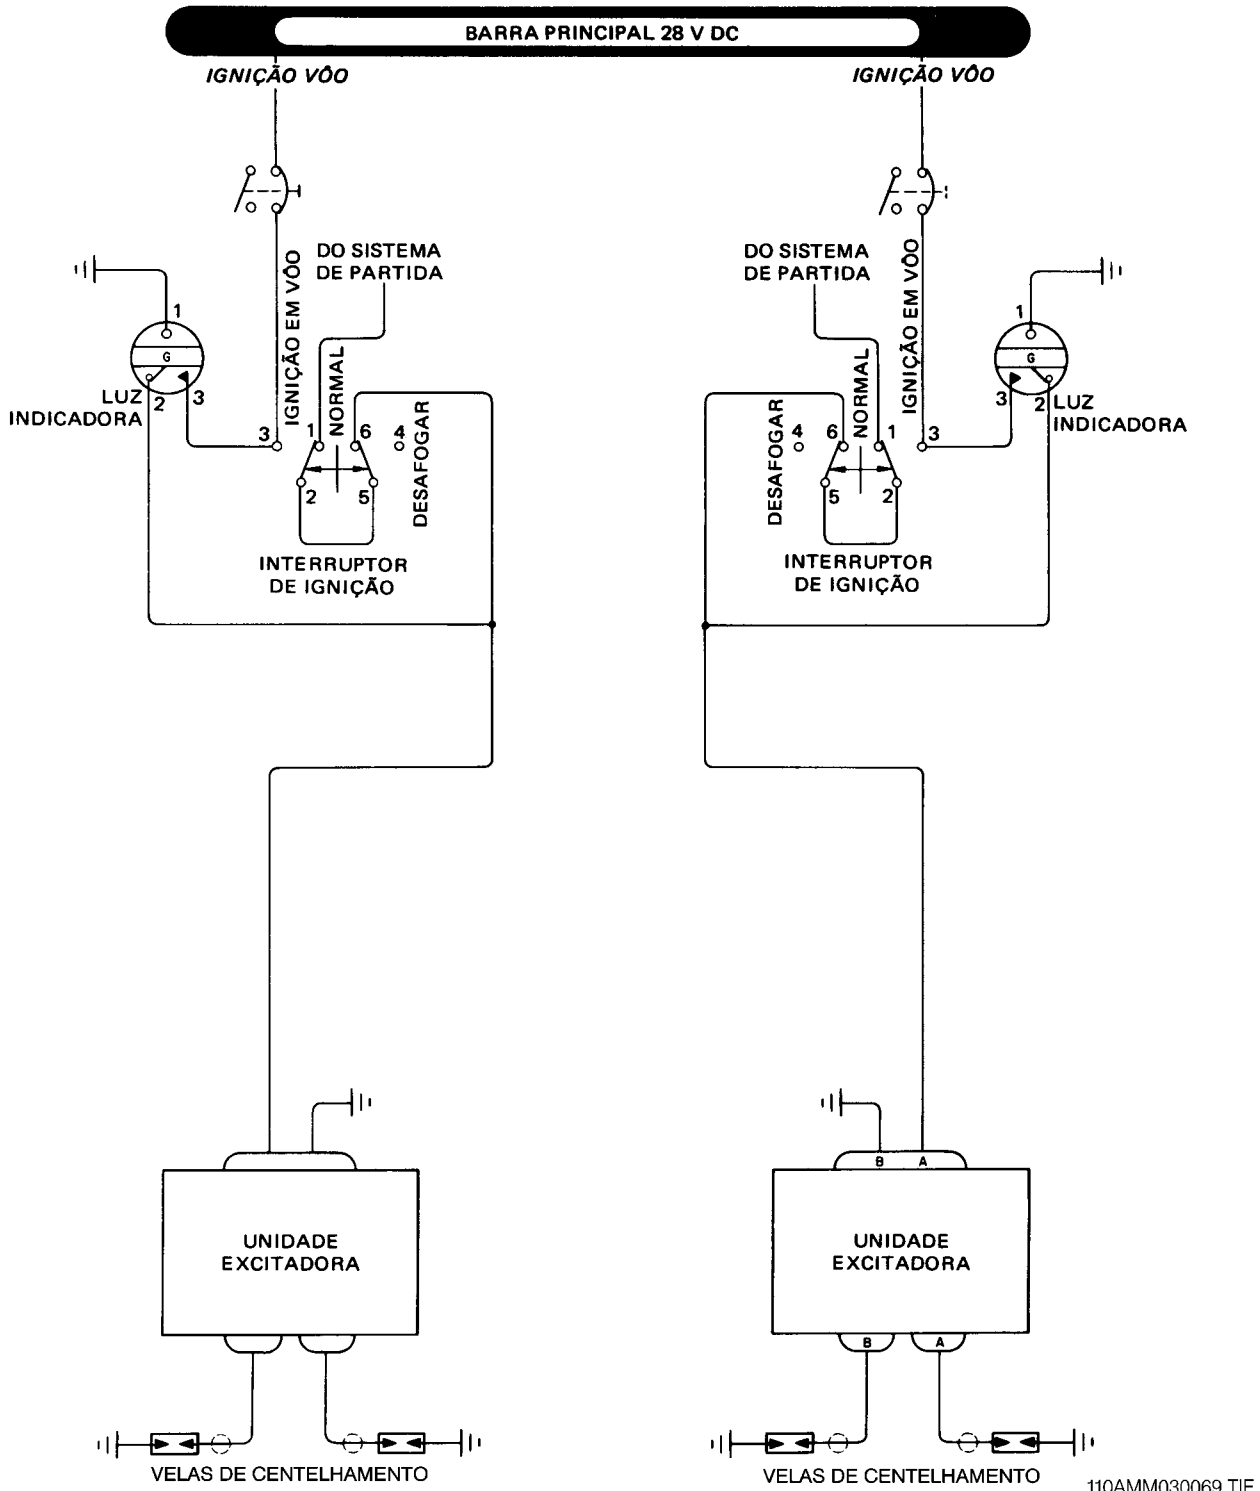 BARRA PRINCIPAL 28 V DC
IGNIÇÃO VÔO
IGNIÇÃO VÔO
DO SISTEMA
DE PARTIDA
IGNIÇÃO EM VÔO
NORMAL
DESAFOGAR
1
G
2
3
LUZ
INDICADORA
3
1
6
4
2
5
INTERRUPTOR
DE IGNIÇÃO
DO SISTEMA
DE PARTIDA
IGNIÇÃO EM VÔO
NORMAL
DESAFOGAR
1
G
3
2
LUZ
INDICADORA
4
6
1
3
5
2
INTERRUPTOR
DE IGNIÇÃO
UNIDADE
EXCITADORA
VELAS DE CENTELHAMENTO
B A
UNIDADE
EXCITADORA
B A
VELAS DE CENTELHAMENTO
110AMM030069.TIF